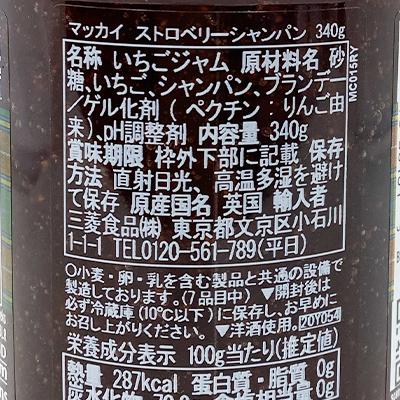 マッカイ ストロベリーシャンパン 340g
名称 いちごジャム 原材料名 砂
糖、いちご、シャンパン、ブランデー
/ゲル化剤（ペクチン：りんご由
来）、pH調整剤 内容量 340g
賞味期限 枠外下部に記載 保存
方法 直射日光、高温多湿を避け
て保存 原産国名 英国 輸入者
三菱食品㈱ 東京都文京区小石川
1-1-1 TEL0120-561-789(平日)
MC015RY
○小麦・卵・乳を含む製品と共通の設備で
製造しております。(7品目中) ▼開封後は
必ず冷蔵庫(10℃以下)に保存し、お早めに
お召し上がりください。▼洋酒使用。20Y054
栄養成分表示 100g当たり(推定値)
熱量 287kcal 蛋白質・脂質 0g